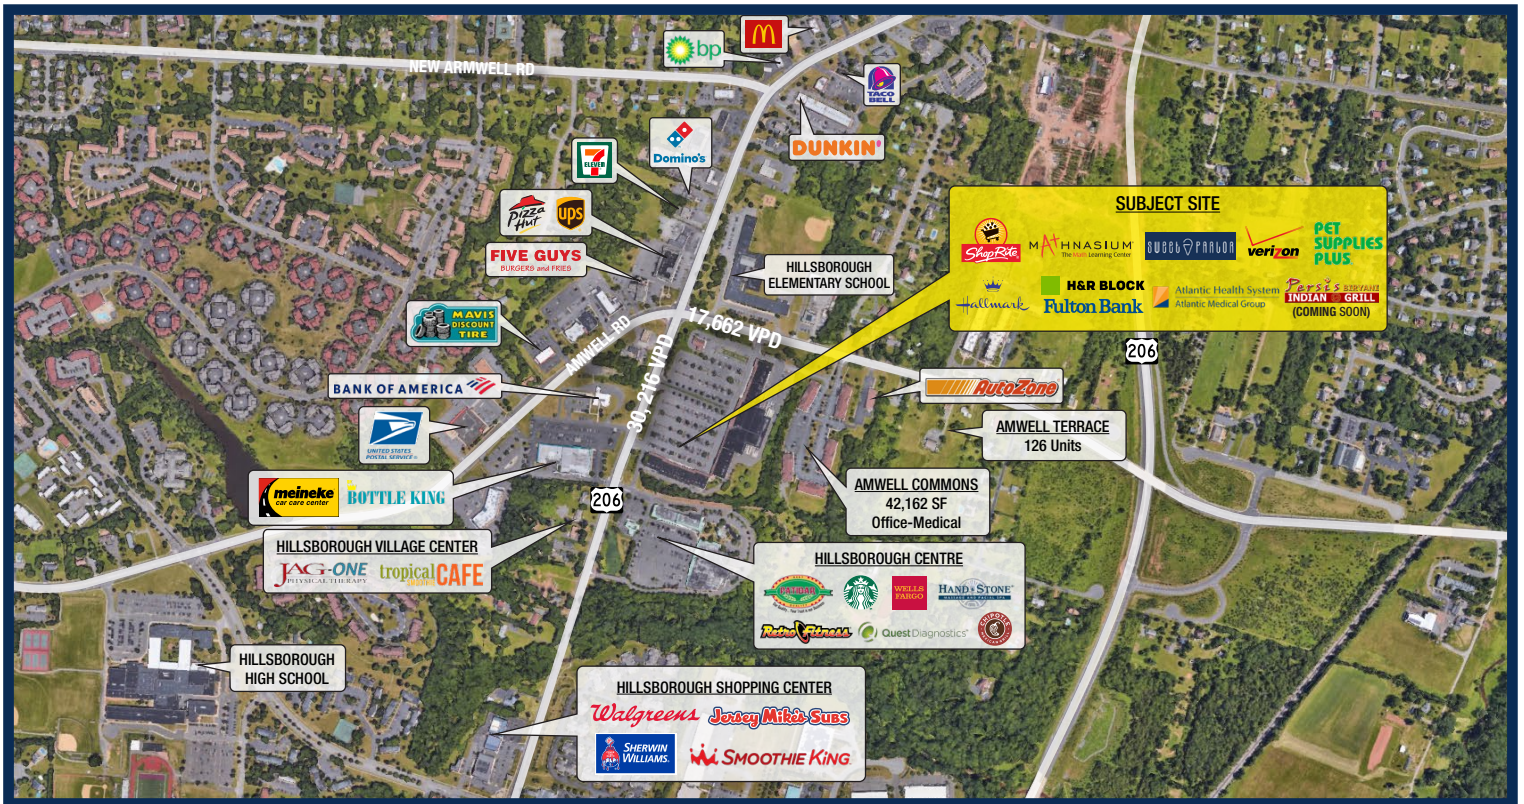 bp
TACO
BELL
NEW ARMWELL RD
DUNKIN'
Domino's
7
ELEVEn
Pizza
Hut
ups
FIVE GUYS
BURGERS and FRIES
HILLSBOROUGH
ELEMENTARY SCHOOL
SUBJECT SITE
ShopRite
MATHNASIUM
The Math Learning Center
SWEET PARLOR
verizon
PET
SUPPLIES
PLUS
Hallmark
H&R BLOCK
Fulton Bank
Atlantic Health System
Atlantic Medical Group
Persis BIRYANI
INDIAN GRILL
(COMING SOON)
MAVIS
DISCOUNT
TIRE
AMWELL RD
17,662 VPD
30, 216 VPD
206
BANK OF AMERICA
AutoZone
UNITED STATES
POSTAL SERVICE
AMWELL TERRACE
126 Units
meineke
car care center
BOTTLE KING
206
AMWELL COMMONS
42,162 SF
Office-Medical
HILLSBOROUGH VILLAGE CENTER
JAG-ONE
PHYSICAL THERAPY
tropical
CAFE
HILLSBOROUGH CENTRE
WELLS
FARGO
HAND & STONE
MASSAGE AND FACIAL SPA
Retro Fitness
Quest Diagnostics
CHIPOTLE
HILLSBOROUGH
HIGH SCHOOL
HILLSBOROUGH SHOPPING CENTER
Walgreens
Jersey Mike's SUBS
SHERWIN
WILLIAMS.
SMOOTHIE KING